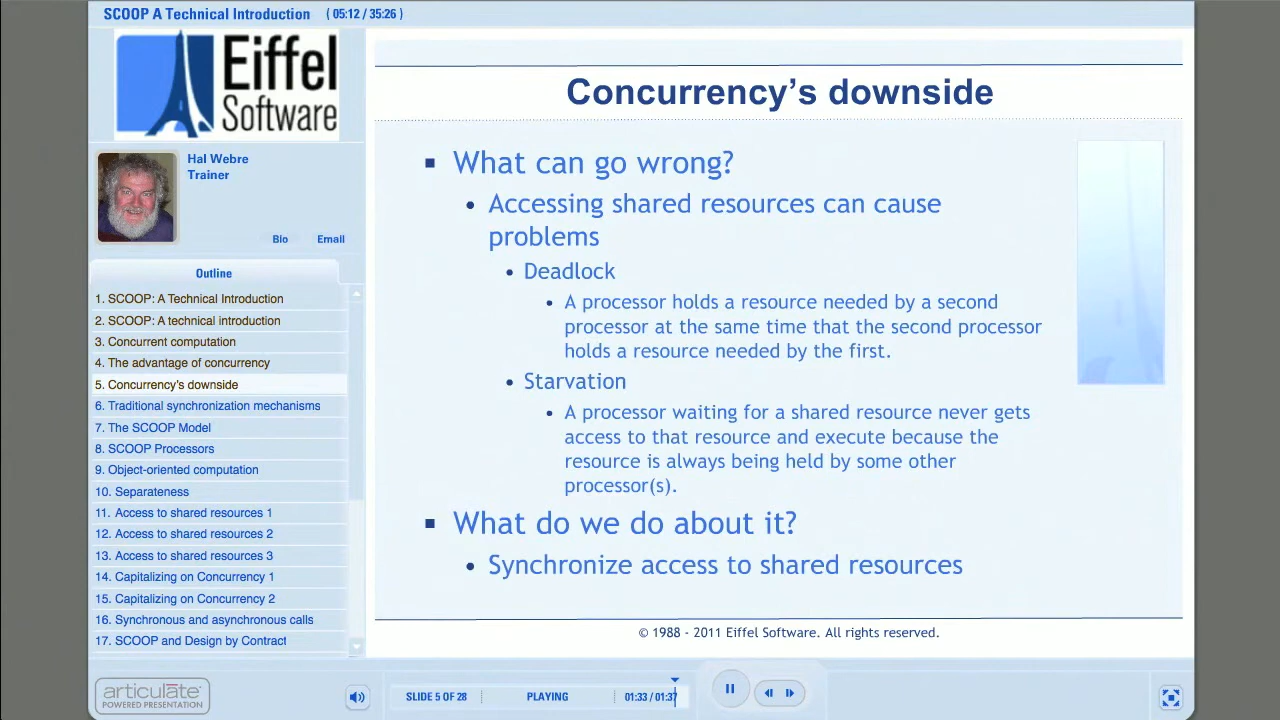 SCOOP A Technical Introduction ( 05:12 / 35:26 )
Eiffel
Software
Hal Webre
Trainer
Bio Email
Outline
1. SCOOP: A Technical Introduction
2. SCOOP: A technical introduction
3. Concurrent computation
4. The advantage of concurrency
5. Concurrency's downside
6. Traditional synchronization mechanisms
7. The SCOOP Model
8. SCOOP Processors
9. Object-oriented computation
10. Separateness
11. Access to shared resources 1
12. Access to shared resources 2
13. Access to shared resources 3
14. Capitalizing on Concurrency 1
15. Capitalizing on Concurrency 2
16. Synchronous and asynchronous calls
17. SCOOP and Design by Contract
Concurrency's downside
What can go wrong?
Accessing shared resources can cause
problems
Deadlock
A processor holds a resource needed by a second
processor at the same time that the second processor
holds a resource needed by the first.
Starvation
A processor waiting for a shared resource never gets
access to that resource and execute because the
resource is always being held by some other
processor(s).
What do we do about it?
Synchronize access to shared resources
© 1988 - 2011 Eiffel Software. All rights reserved.
articulate
POWERED PRESENTATION
SLIDE 5 OF 28 PLAYING 01:33 / 01:37